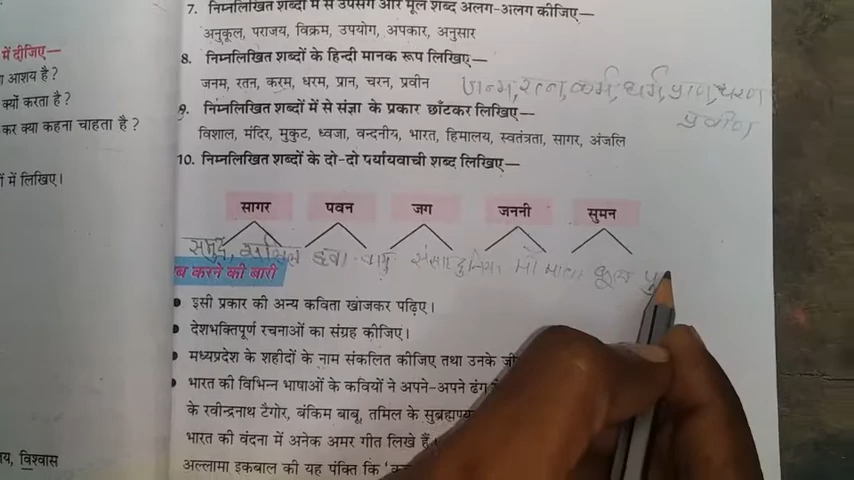 7. निम्नलिखित शब्दों में से उपसर्ग और मूल शब्द अलग-अलग कीजिए—
अनुकूल, पराजय, विक्रम, उपयोग, अपकार, अनुसार
8. निम्नलिखित शब्दों के हिन्दी मानक रूप लिखिए—
जनम, रतन, करम, धरम, प्रान, चरन, प्रवीन
जन्म, रत्न, कर्म, धर्म, प्राण, चरण
प्रवीण
9. निम्नलिखित शब्दों में से संज्ञा के प्रकार छाँटकर लिखिए—
विशाल, मंदिर, मुकुट, ध्वजा, वन्दनीय, भारत, हिमालय, स्वतंत्रता, सागर, अंजलि
10. निम्नलिखित शब्दों के दो-दो पर्यायवाची शब्द लिखिए—
सागर पवन जग जननी सुमन
समुद्र, हवा वायु संसार दुनिया माँ माता फूल
करने की बारी
इसी प्रकार की अन्य कविता खोजकर पढ़िए।
देशभक्तिपूर्ण रचनाओं का संग्रह कीजिए।
मध्यप्रदेश के शहीदों के नाम संकलित कीजिए तथा उनके
भारत की विभिन्न भाषाओं के कवियों ने अपने-अपने ढंग
के रवीन्द्रनाथ टैगोर, बंकिम बाबू, तमिल के
भारत की वंदना में अनेक अमर गीत लिखे हैं
अल्लामा इकबाल की यह पंक्ति कि
में दीजिए—
आशय है?
क्यों करता है?
कर क्या कहना चाहता है?
में लिखिए।
विश्वास